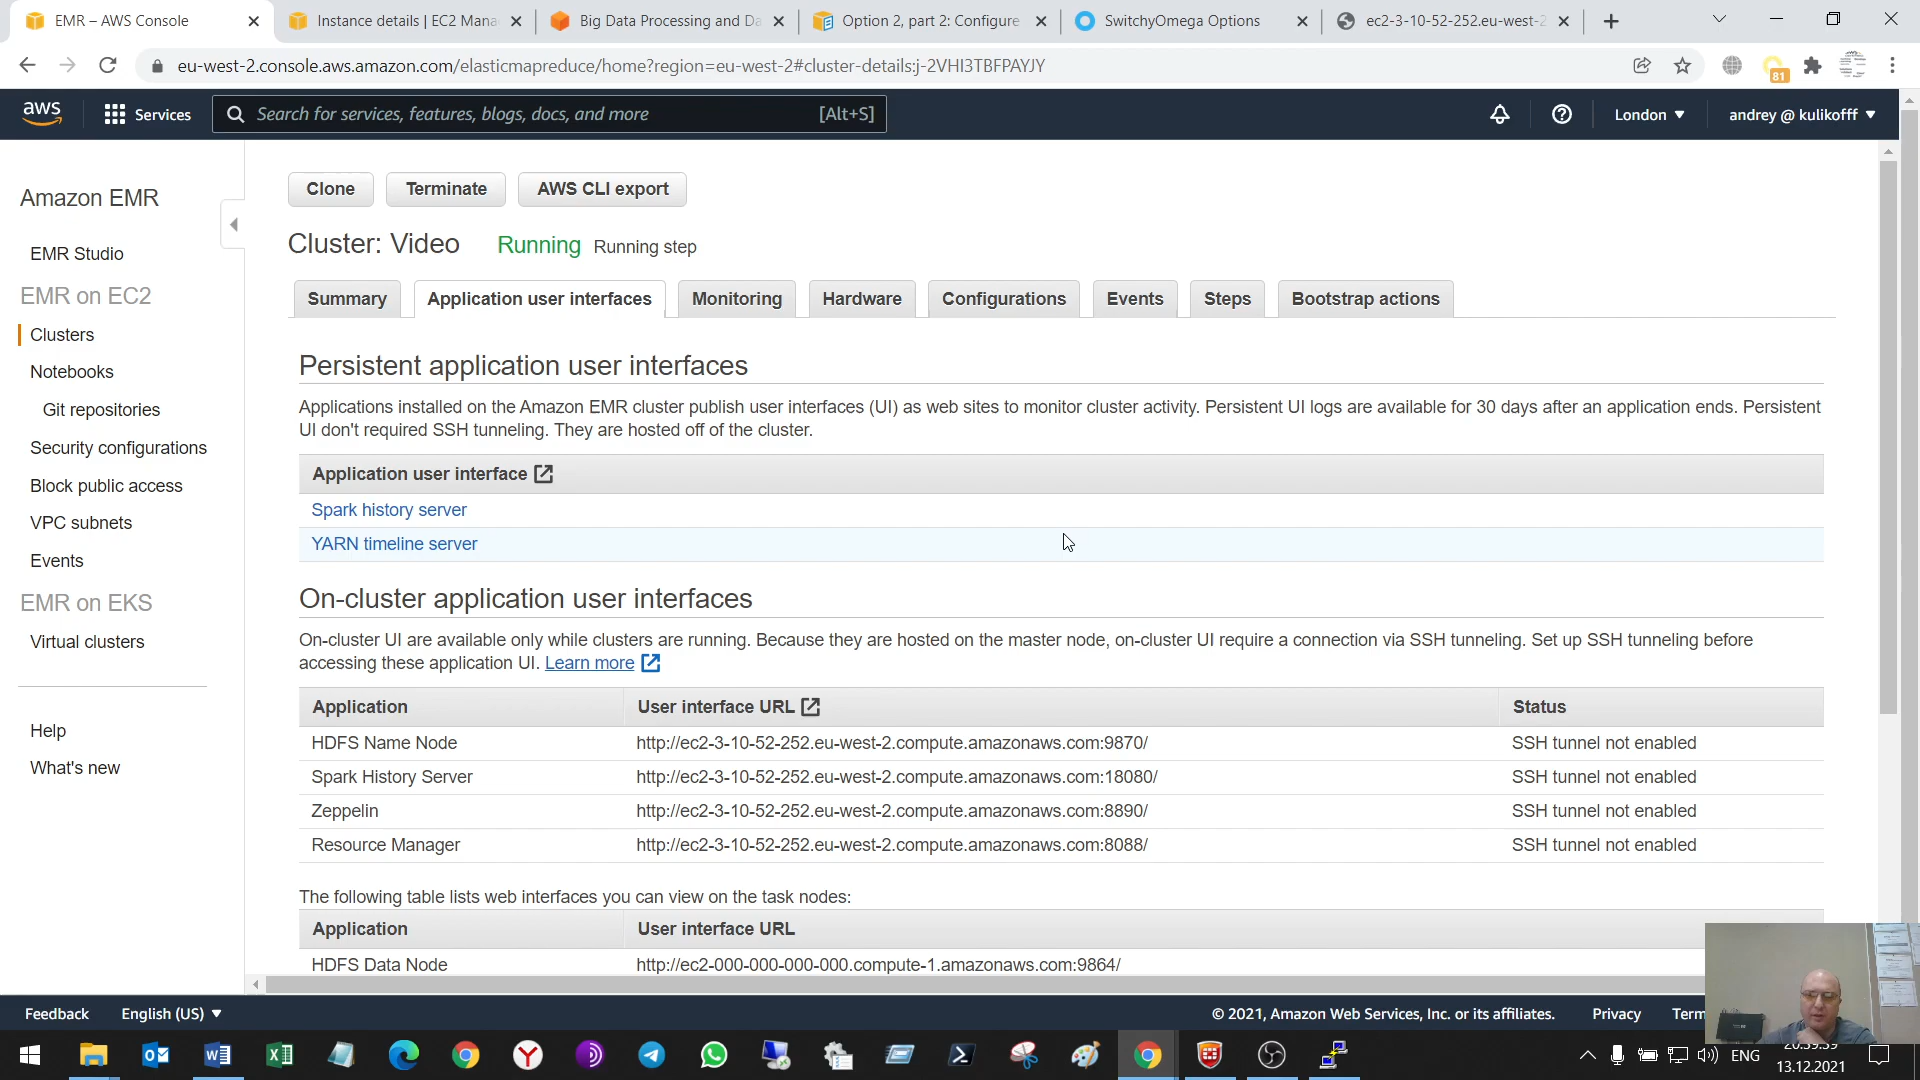 EMR – AWS Console
Instance details | EC2 Mana
Big Data Processing and Da
Option 2, part 2: Configure
SwitchyOmega Options
ec2-3-10-52-252.eu-west-2
eu-west-2.console.aws.amazon.com/elasticmapreduce/home?region=eu-west-2#cluster-details:j-2VHI3TBFPAYJY
81
aws
Services
Search for services, features, blogs, docs, and more
[Alt+S]
London
andrey @ kulikofff
Amazon EMR
EMR Studio
EMR on EC2
Clusters
Notebooks
Git repositories
Security configurations
Block public access
VPC subnets
Events
EMR on EKS
Virtual clusters
Help
What's new
Clone
Terminate
AWS CLI export
Cluster: Video
Running
Running step
Summary
Application user interfaces
Monitoring
Hardware
Configurations
Events
Steps
Bootstrap actions
Persistent application user interfaces
Applications installed on the Amazon EMR cluster publish user interfaces (UI) as web sites to monitor cluster activity. Persistent UI logs are available for 30 days after an application ends. Persistent
UI don't required SSH tunneling. They are hosted off of the cluster.
Application user interface
Spark history server
YARN timeline server
On-cluster application user interfaces
On-cluster UI are available only while clusters are running. Because they are hosted on the master node, on-cluster UI require a connection via SSH tunneling. Set up SSH tunneling before
accessing these application UI. Learn more
Application User interface URL Status
HDFS Name Node http://ec2-3-10-52-252.eu-west-2.compute.amazonaws.com:9870/ SSH tunnel not enabled
Spark History Server http://ec2-3-10-52-252.eu-west-2.compute.amazonaws.com:18080/ SSH tunnel not enabled
Zeppelin http://ec2-3-10-52-252.eu-west-2.compute.amazonaws.com:8890/ SSH tunnel not enabled
Resource Manager http://ec2-3-10-52-252.eu-west-2.compute.amazonaws.com:8088/ SSH tunnel not enabled
The following table lists web interfaces you can view on the task nodes:
Application User interface URL
HDFS Data Node http://ec2-000-000-000-000.compute-1.amazonaws.com:9864/
Feedback
English (US)
© 2021, Amazon Web Services, Inc. or its affiliates.
Privacy
Term
ENG
13.12.2021